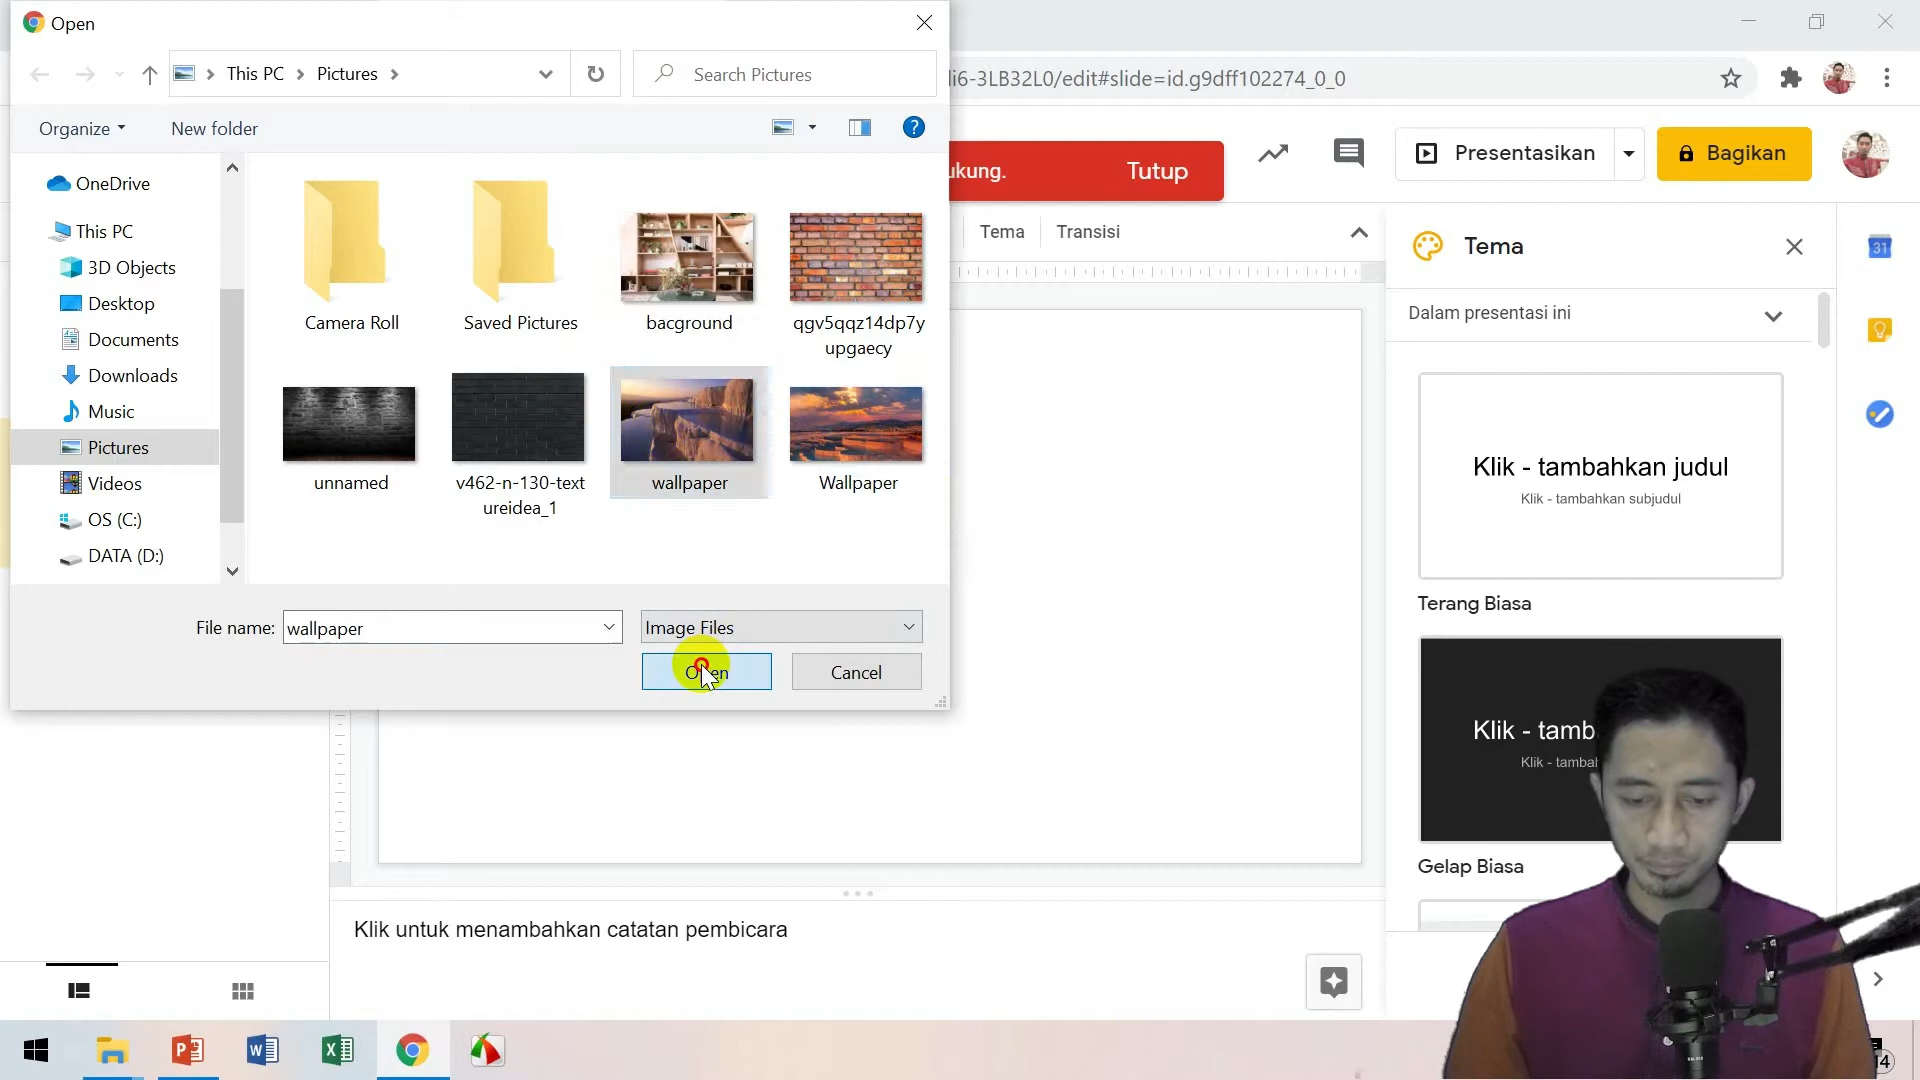 Open
This PC
Pictures
Search Pictures
li6-3LB32L0/edit#slide=id.g9dff102274_0_0
Organize
New folder
OneDrive
This PC
3D Objects
Desktop
Documents
Downloads
Music
Pictures
Videos
OS (C:)
DATA (D:)
Camera Roll
Saved Pictures
bacground
qgv5qqz14dp7y
upgaecy
unnamed
v462-n-130-text
ureidea_1
wallpaper
Wallpaper
File name:
wallpaper
Image Files
Open
Cancel
ukung.
Tutup
Presentasikan
Bagikan
Tema
Transisi
Tema
31
Dalam presentasi ini
Klik - tambahkan judul
Klik - tambahkan subjudul
Terang Biasa
Klik - tamb
Klik - tambal
Gelap Biasa
Klik untuk menambahkan catatan pembicara
14